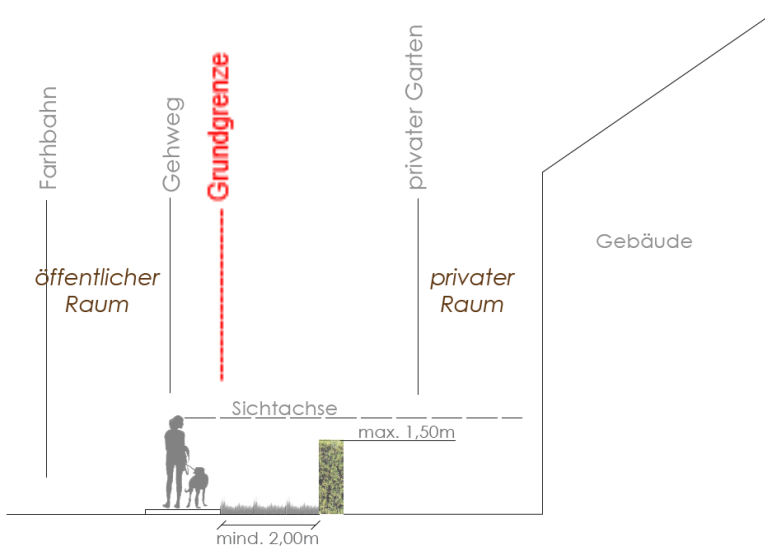 Farhbahn
Gehweg
Grundgrenze
privater Garten
Gebäude
öffentlicher
Raum
privater
Raum
Sichtachse
max. 1,50m
mind. 2,00m